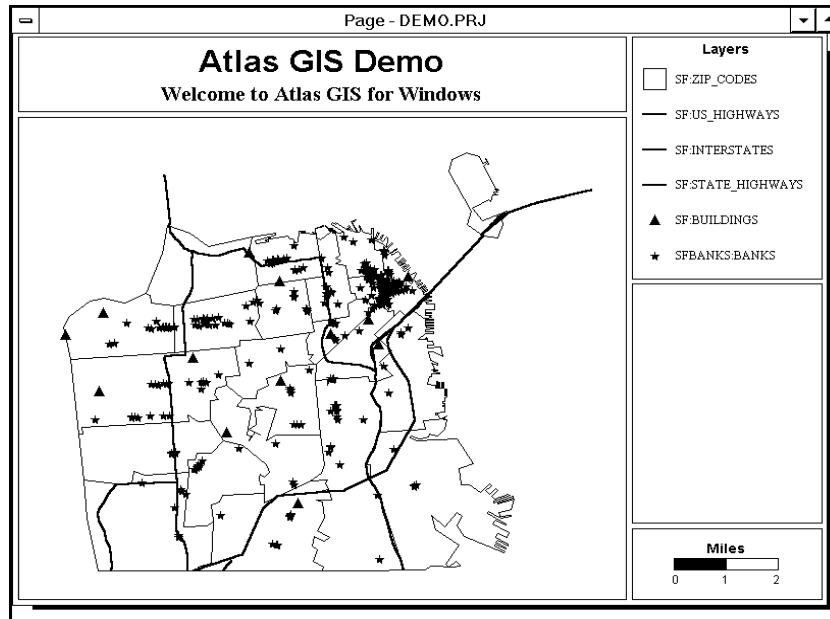 Page - DEMO.PRJ
Atlas GIS Demo
Welcome to Atlas GIS for Windows
Layers
SF:ZIP_CODES
SF:US_HIGHWAYS
SF:INTERSTATES
SF:STATE_HIGHWAYS
SF:BUILDINGS
SFBANKS:BANKS
Miles
0 1 2